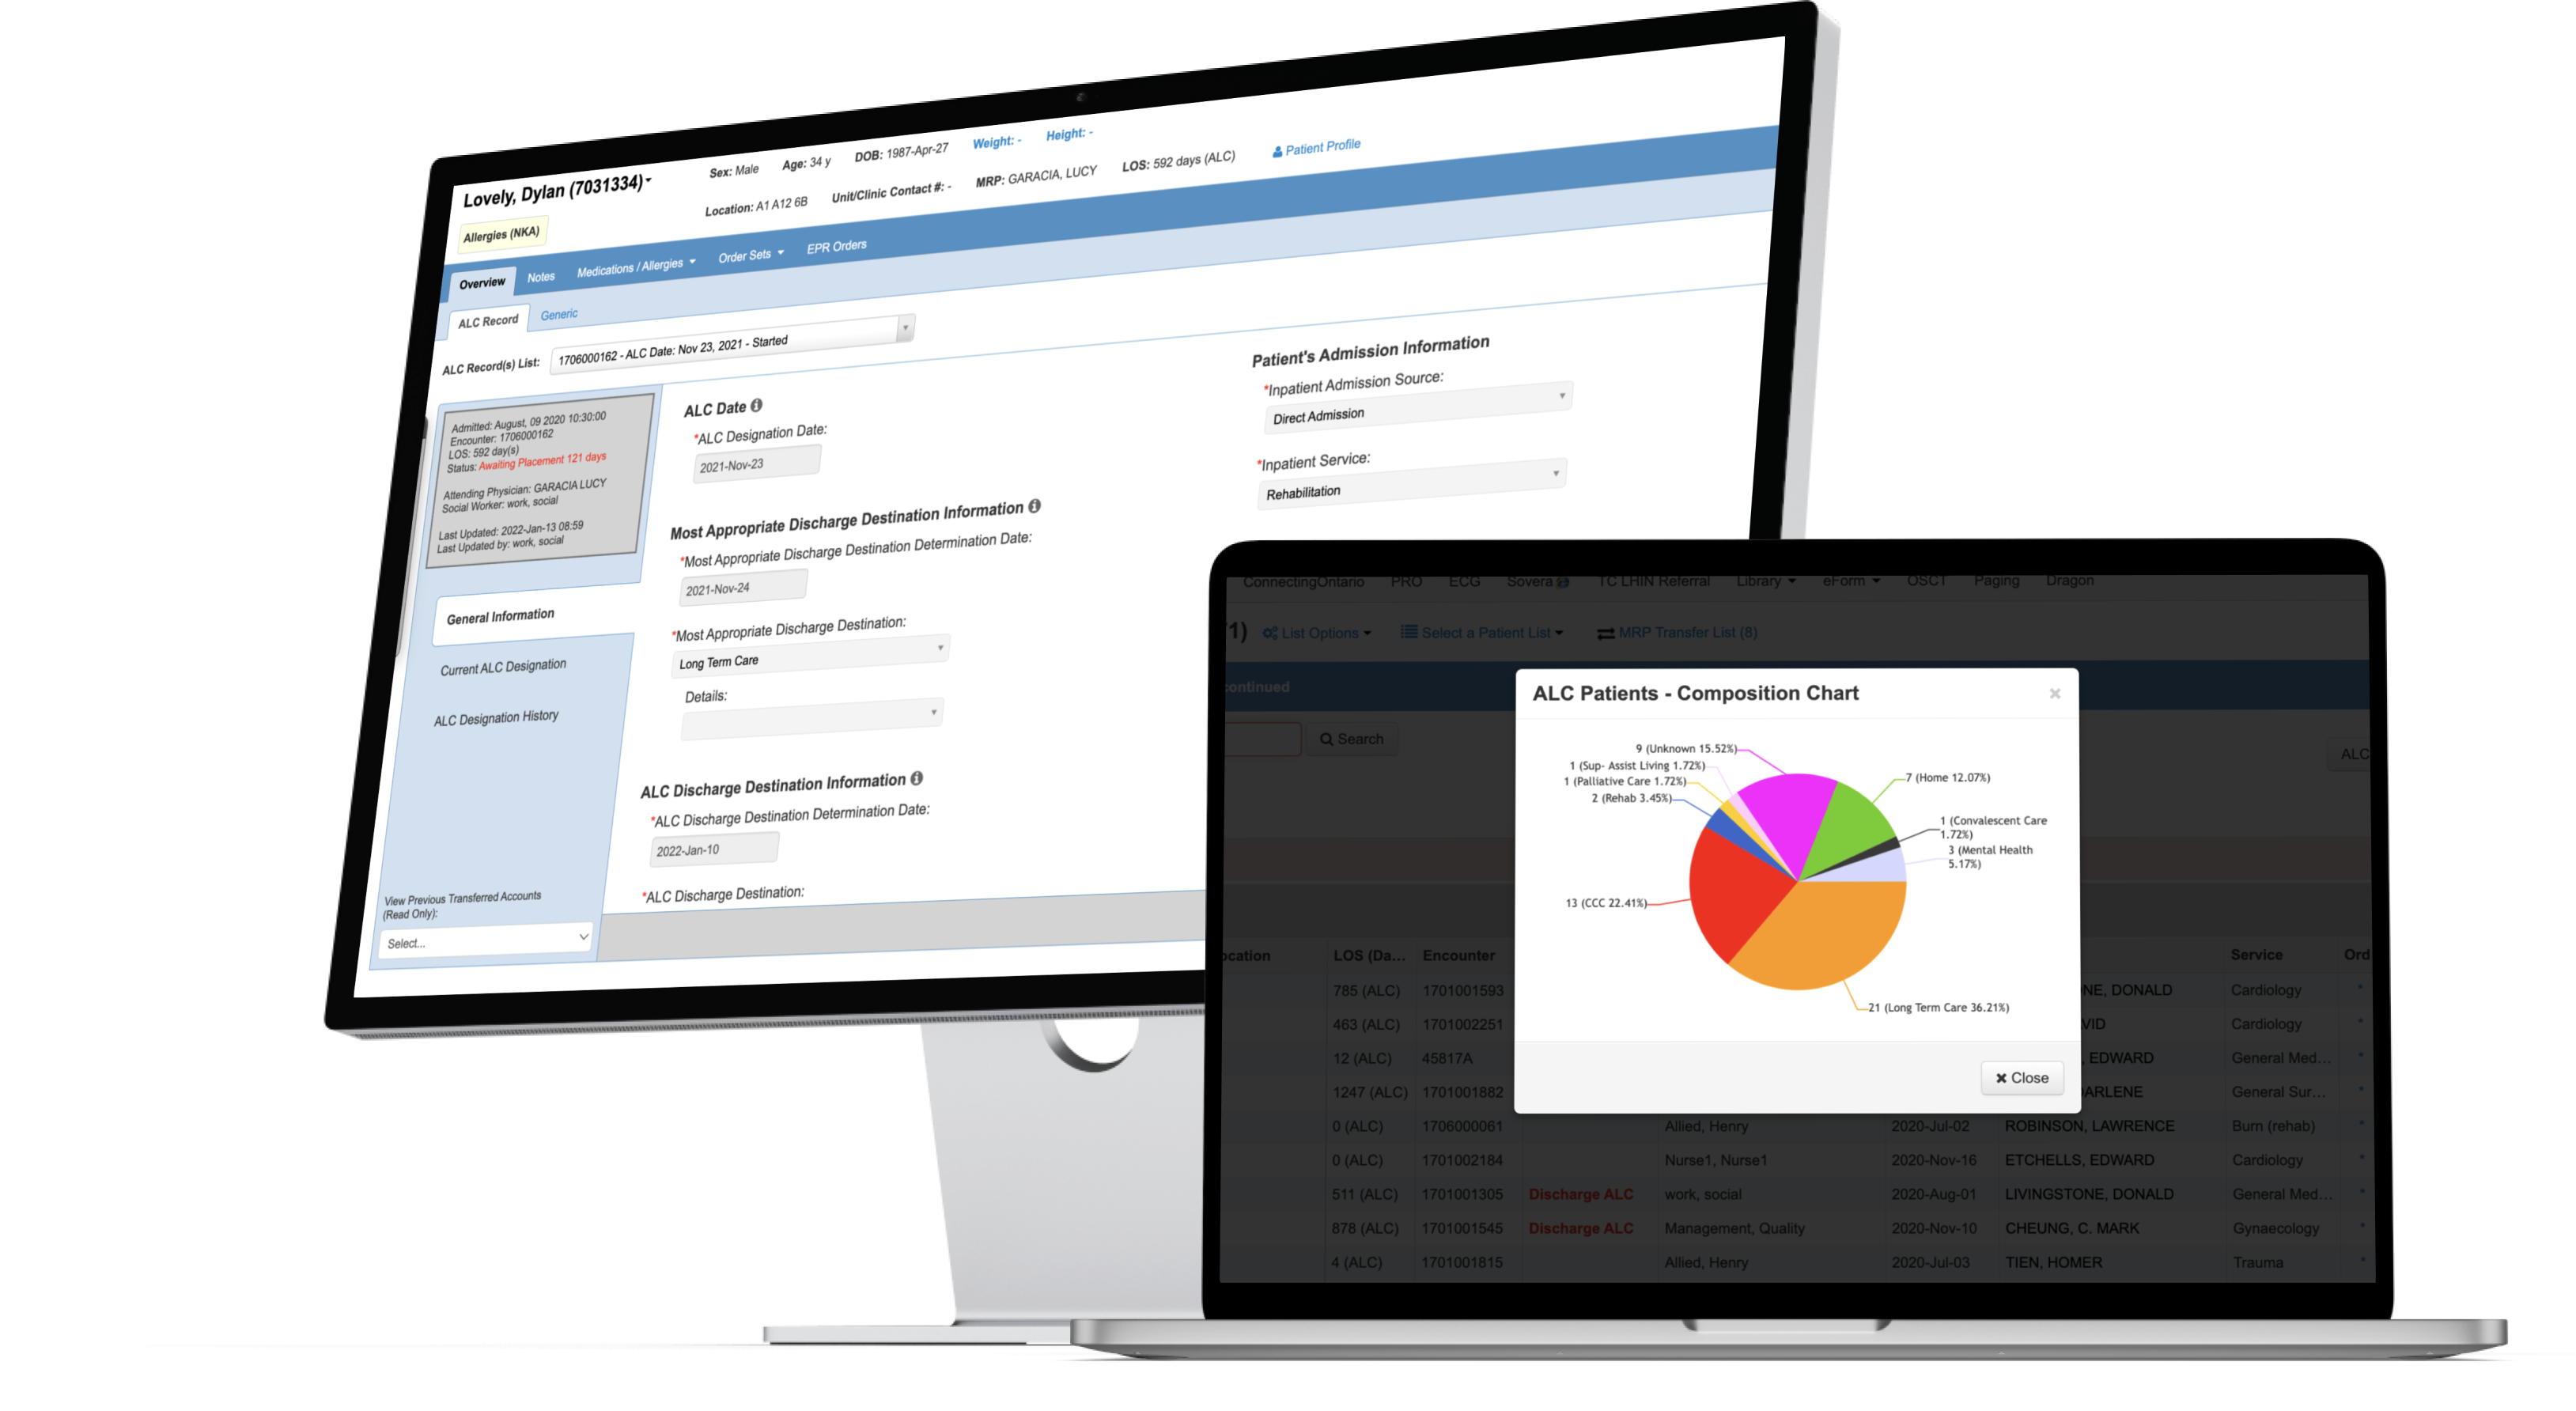 Lovely, Dylan (7031334)
Sex: Male Age: 34 y DOB: 1987-Apr-27 Weight: - Height: -
Allergies (NKA)
Location: A1 A12 6B Unit/Clinic Contact #: - MRP: GARACIA, LUCY LOS: 592 days (ALC) Patient Profile
Overview Notes Medications / Allergies Order Sets EPR Orders
ALC Record Generic
ALC Record(s) List: 1706000162 - ALC Date: Nov 23, 2021 - Started
Admitted: August, 09 2020 10:30:00
Encounter: 1706000162
LOS: 592 day(s)
Status: Awaiting Placement 121 days
Attending Physician: GARACIA LUCY
Social Worker: work, social
Last Updated: 2022-Jan-13 08:59
Last Updated by: work, social
General Information
Current ALC Designation
ALC Designation History
View Previous Transferred Accounts
(Read Only):
Select...
ALC Date
*ALC Designation Date:
2021-Nov-23
Most Appropriate Discharge Destination Information
*Most Appropriate Discharge Destination Determination Date:
2021-Nov-24
*Most Appropriate Discharge Destination:
Long Term Care
Details:
ALC Discharge Destination Information
*ALC Discharge Destination Determination Date:
2022-Jan-10
*ALC Discharge Destination:
Patient's Admission Information
*Inpatient Admission Source:
Direct Admission
*Inpatient Service:
Rehabilitation
ConnectingOntario PRO ECG Sovera TC LHIN Referral Library eForm OSCT Paging Dragon
1) List Options Select a Patient List MRP Transfer List (8)
continued
Search
ALC
ALC Patients - Composition Chart
9 (Unknown 15.52%)
1 (Sup- Assist Living 1.72%)
1 (Palliative Care 1.72%)
2 (Rehab 3.45%)
7 (Home 12.07%)
1 (Convalescent Care
1.72%)
3 (Mental Health
5.17%)
13 (CCC 22.41%)
21 (Long Term Care 36.21%)
Close
ocation LOS (Da... Encounter Service Ord
785 (ALC) 1701001593 NE, DONALD Cardiology *
463 (ALC) 1701002251 VID Cardiology *
12 (ALC) 45817A , EDWARD General Med... *
1247 (ALC) 1701001882 ARLENE General Sur... *
0 (ALC) 1706000061 Allied, Henry 2020-Jul-02 ROBINSON, LAWRENCE Burn (rehab) *
0 (ALC) 1701002184 Nurse1, Nurse1 2020-Nov-16 ETCHELLS, EDWARD Cardiology *
511 (ALC) 1701001305 Discharge ALC work, social 2020-Aug-01 LIVINGSTONE, DONALD General Med... *
878 (ALC) 1701001545 Discharge ALC Management, Quality 2020-Nov-10 CHEUNG, C. MARK Gynaecology *
4 (ALC) 1701001815 Allied, Henry 2020-Jul-03 TIEN, HOMER Trauma *